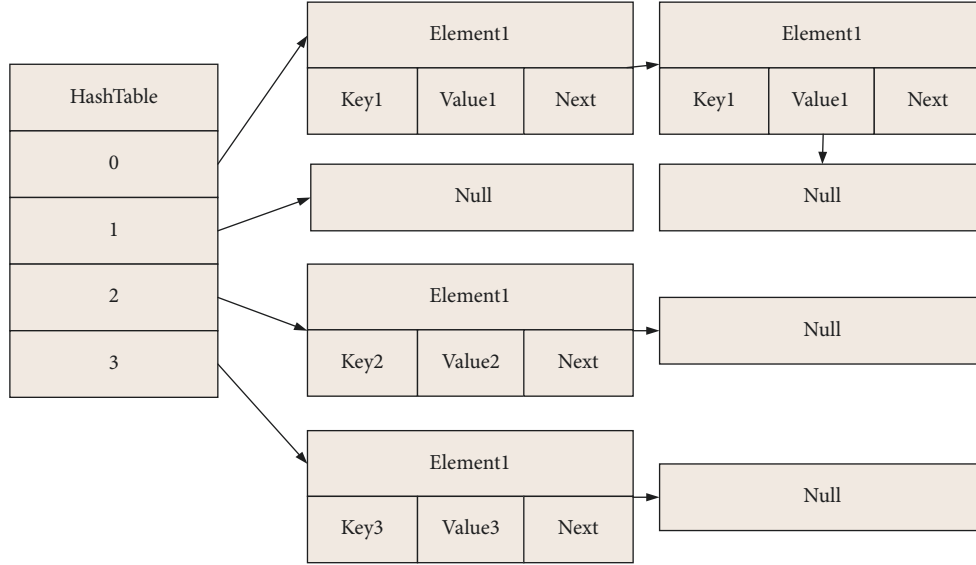 HashTable
0
1
2
3
Element1
Key1 Value1 Next
Element1
Key1 Value1 Next
Null
Null
Element1
Key2 Value2 Next
Null
Element1
Key3 Value3 Next
Null